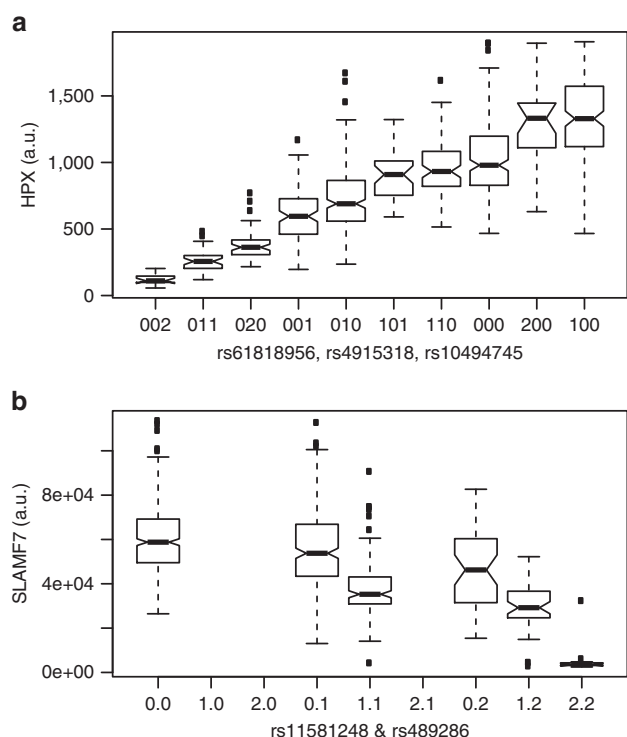 a
HPX (a.u.)
1,500
1,000
500
0
002 011 020 001 010 101 110 000 200 100
rs61818956, rs4915318, rs10494745
b
SLAMF7 (a.u.)
8e+04
4e+04
0e+00
0.0 1.0 2.0 0.1 1.1 2.1 0.2 1.2 2.2
rs11581248 & rs489286